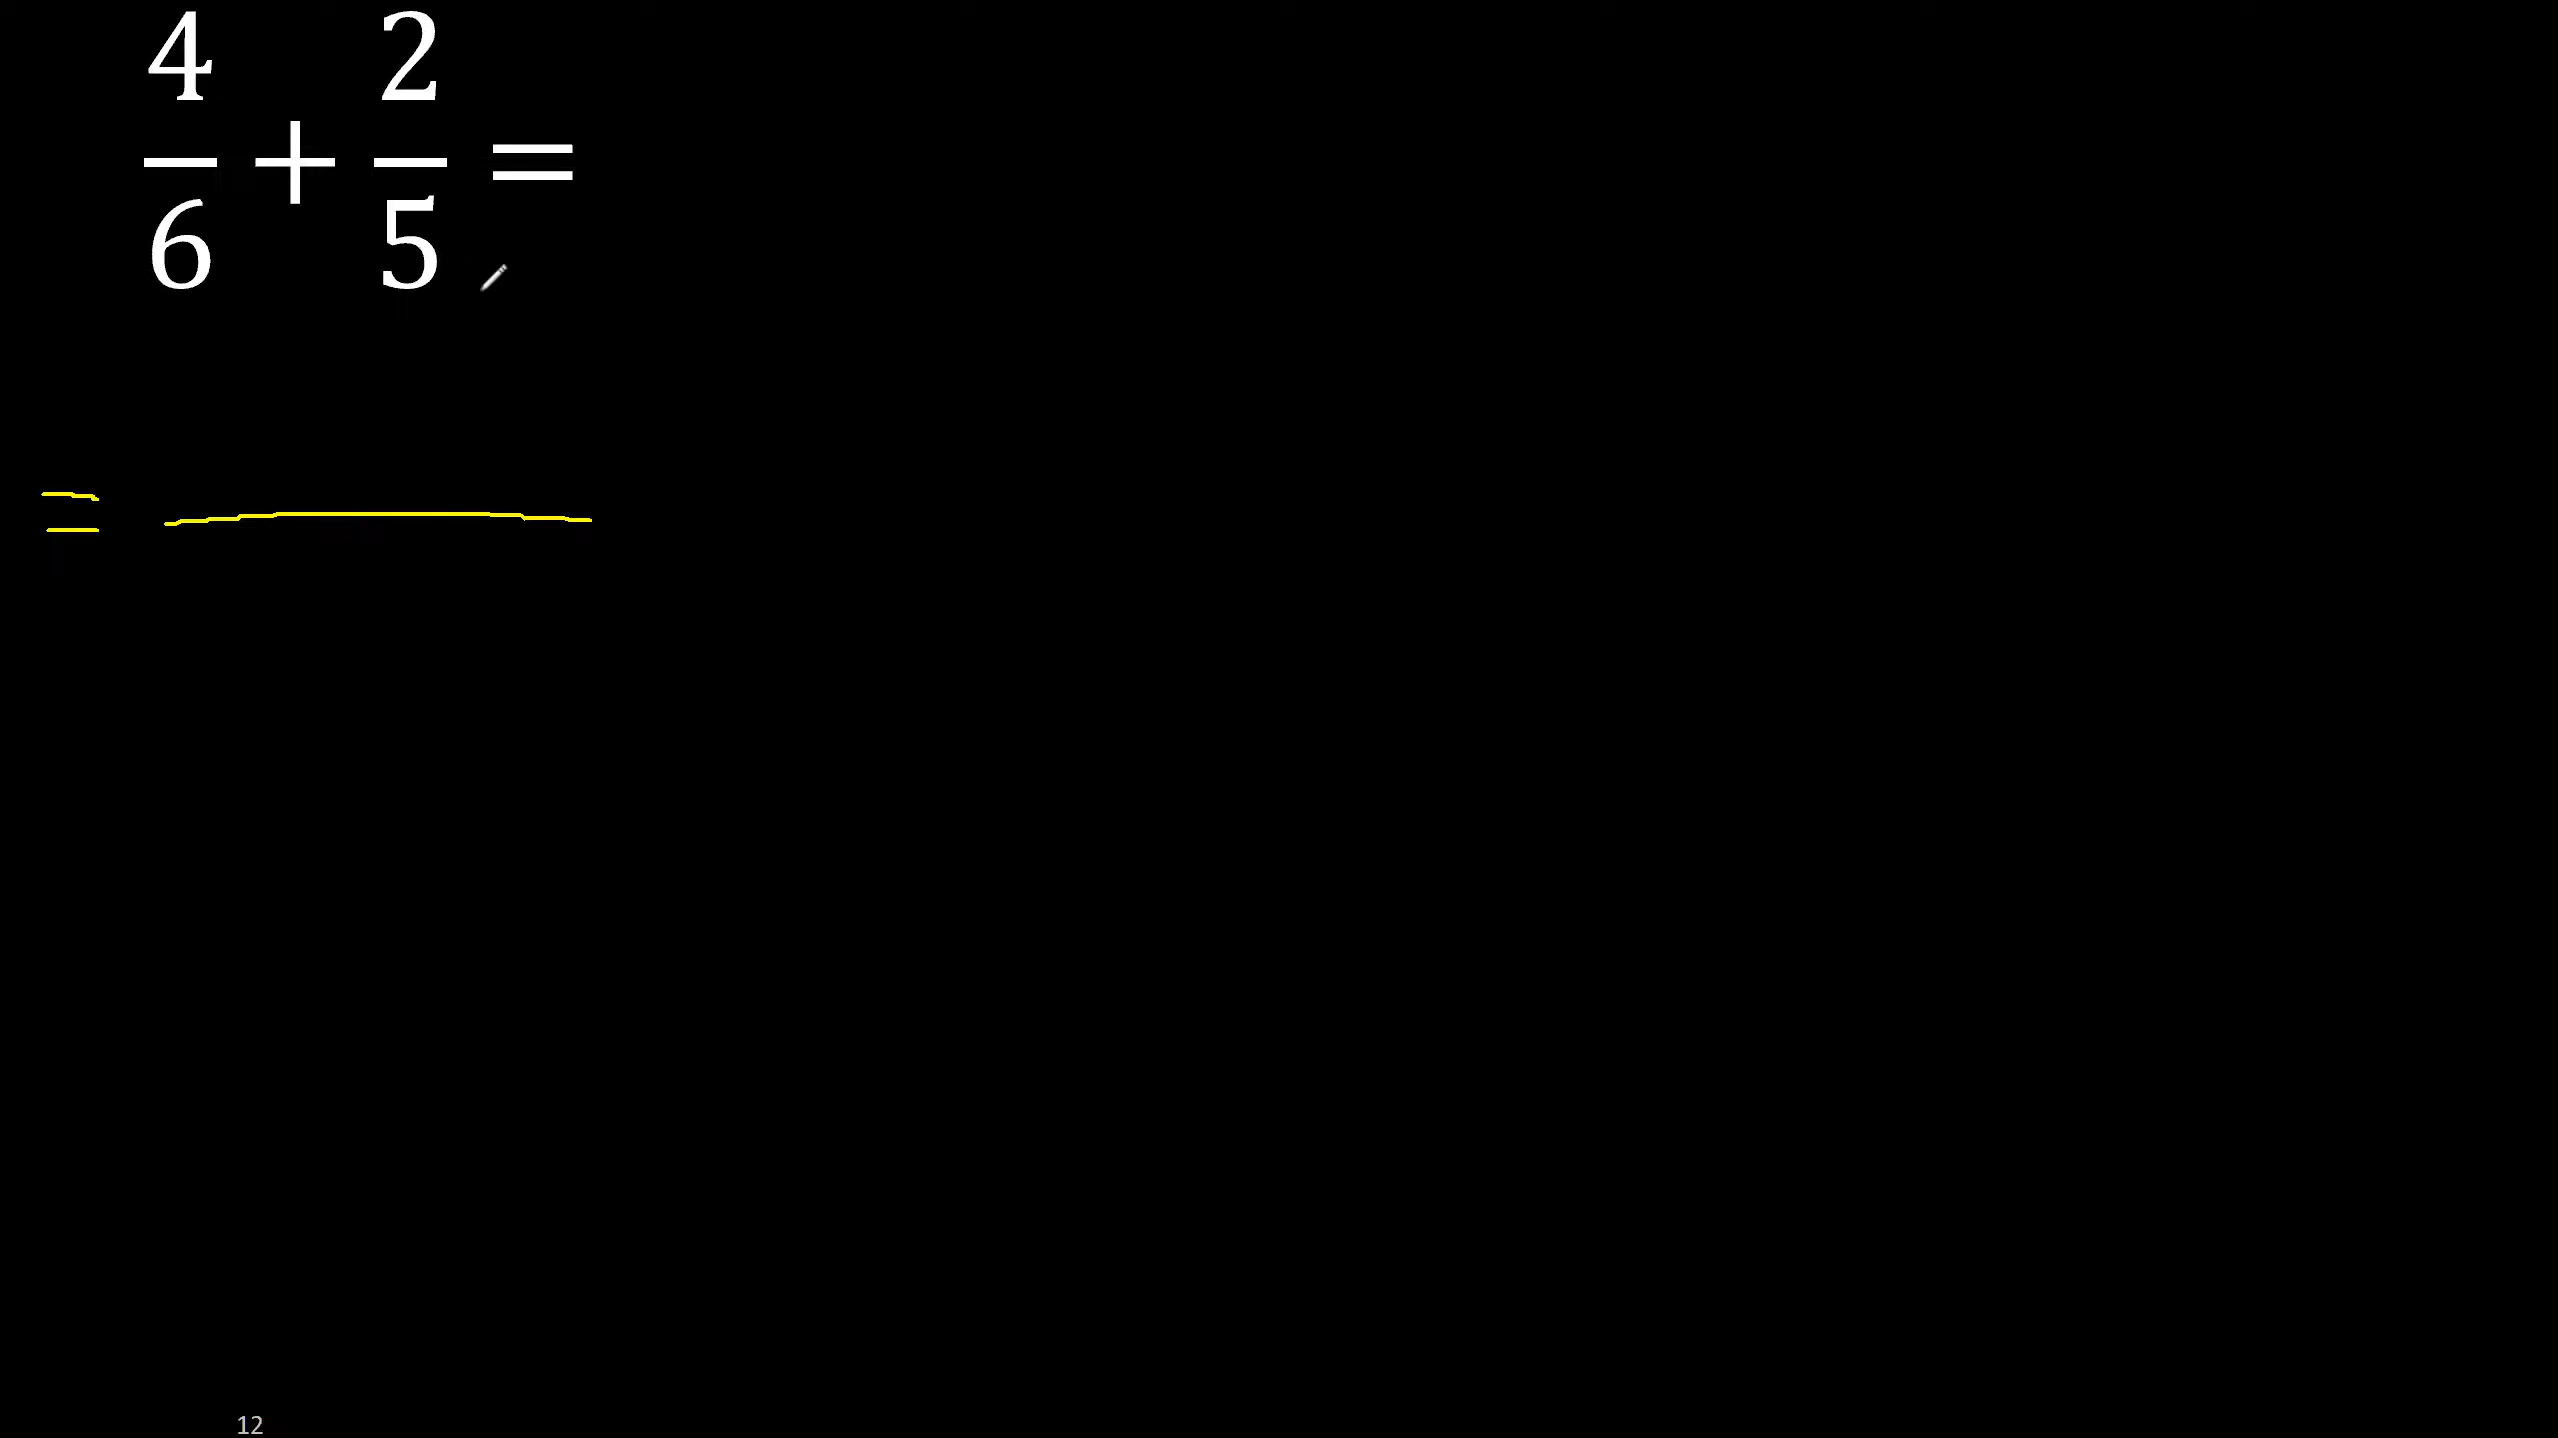 4/6 + 2/5 =
=
12